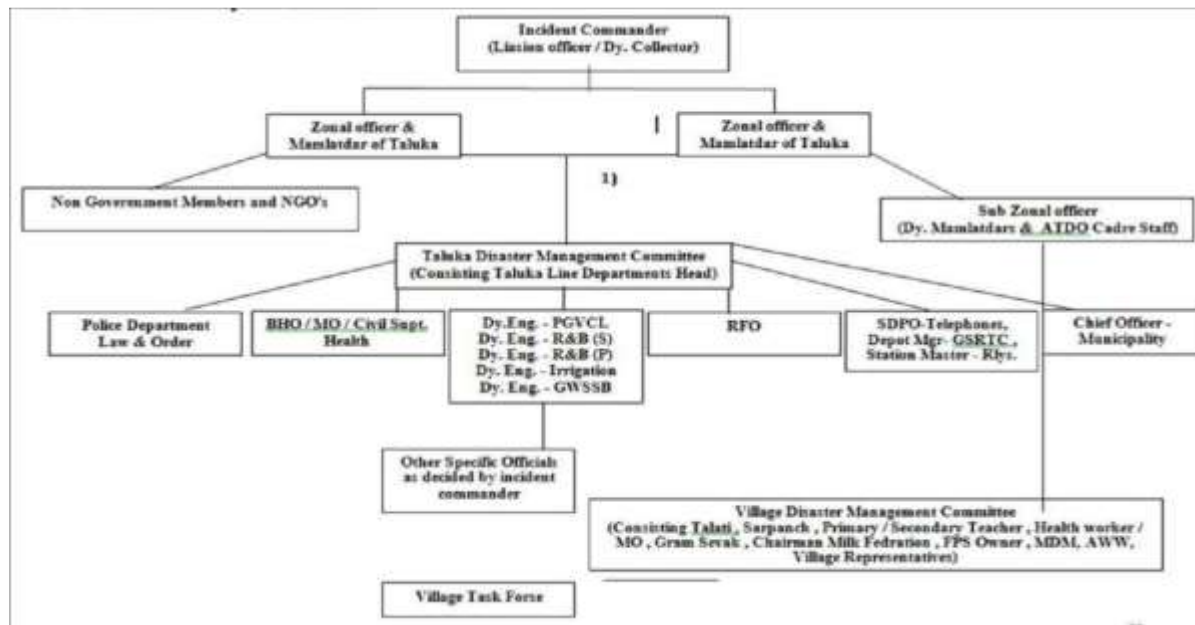 Incident Commander
(Liasion officer / Dy. Collector)
Zonal officer &
Mamlatdar of Taluka
Zonal officer &
Mamlatdar of Taluka
1)
Non Governement Members and NGO's
Sub Zonal officer
(Dy. Mamlatdars & ATDO Cadre Staff)
Taluka Disaster Management Committee
(Consisting Taluka Line Departments Head)
Police Department
Law & Order
BHO / MO / Civil Supt.
Health
Dy.Eng. - PGVCL
Dy. Eng. - R&B (S)
Dy. Eng. - R&B (P)
Dy. Eng. - Irrigation
Dy. Eng. - GWSSB
RFO
SDPO-Telephones,
Depot Mgr- GSRTC ,
Station Master - Rlys.
Chief Officer -
Municipality
Other Specific Officials
as decided by incident
commander
Village Disaster Management Committee
(Consisting Talati , Sarpanch , Primary / Secondary Teacher , Health worker /
MO , Gram Sevak , Chairman Milk Fedration , FPS Owner , MDM, AWW,
Village Representatives)
Village Task Forse